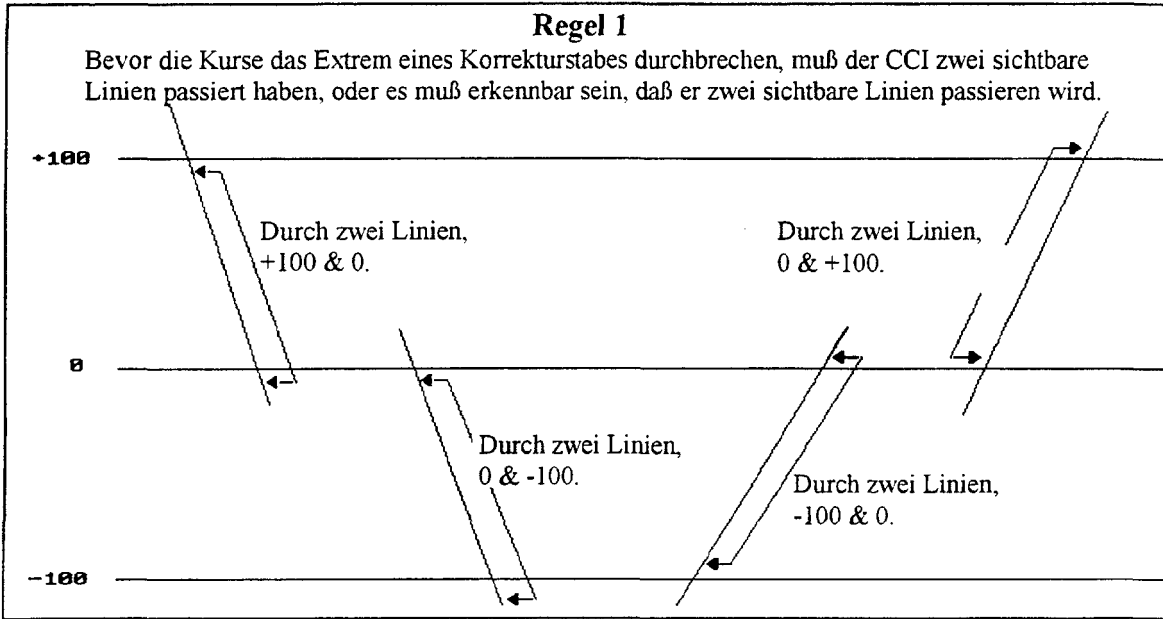 Regel 1
Bevor die Kurse das Extrem eines Korrekturstabes durchbrechen, muß der CCI zwei sichtbare
Linien passiert haben, oder es muß erkennbar sein, daß er zwei sichtbare Linien passieren wird.
+100
Durch zwei Linien,
+100 & 0.
Durch zwei Linien,
0 & +100.
0
Durch zwei Linien,
0 & -100.
Durch zwei Linien,
-100 & 0.
-100